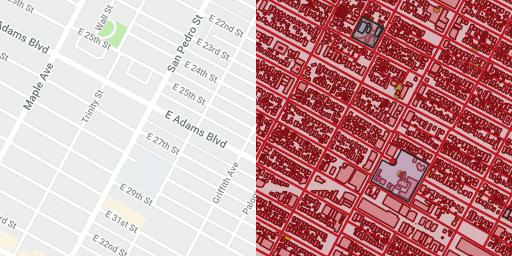 Wall St
E 25th St
San Pedro St
E 22nd St
Adams Blvd
E 23rd St
E 24th St
Maple Ave
Trinity St
E 25th St
E Adams Blvd
E 27th St
Griffith Ave
E 29th St
E 31st St
E 32nd St